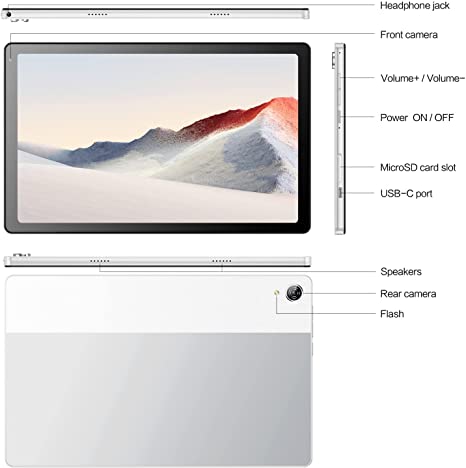 Headphone jack
Front camera
Volume+ / Volume-
Power ON / OFF
MicroSD card slot
USB-C port
Speakers
Rear camera
Flash